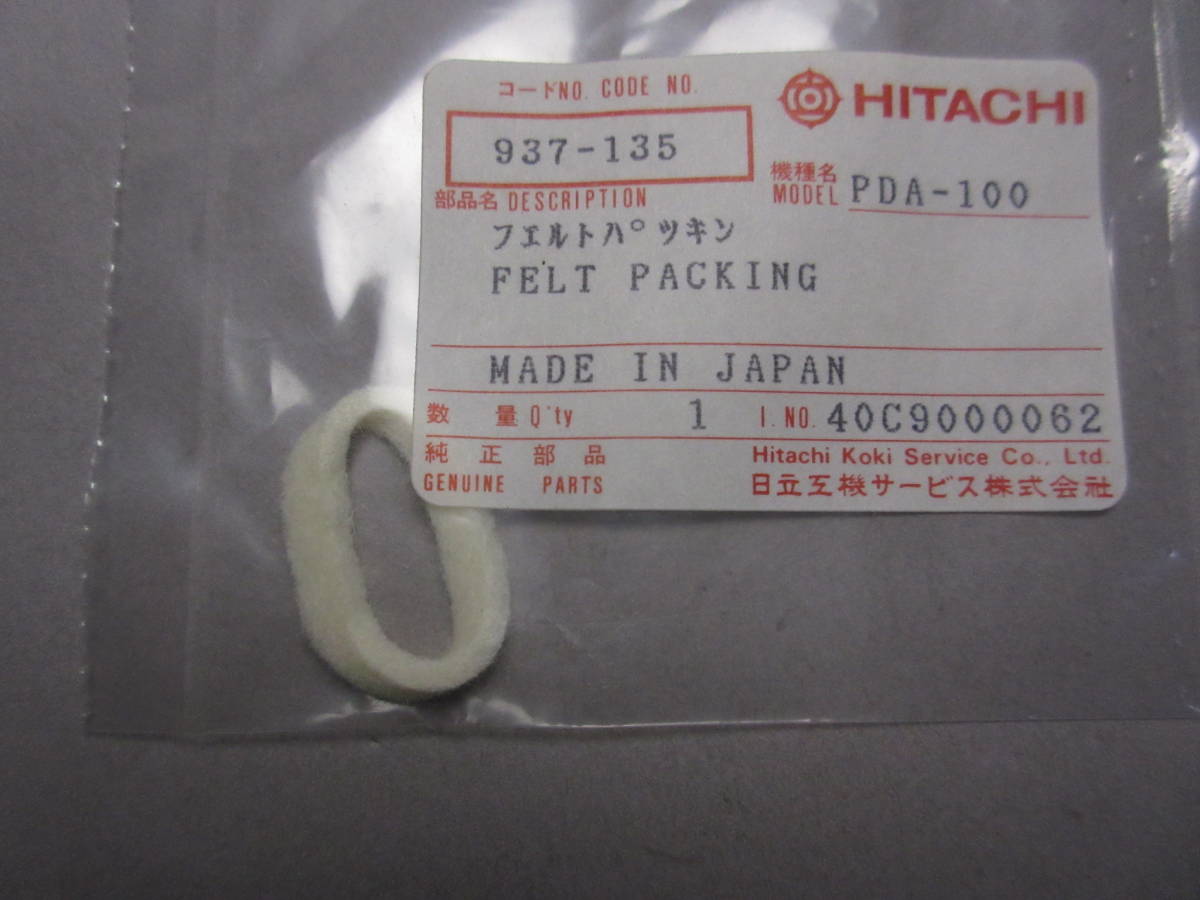 コードNO. CODE NO.
HITACHI
937-135
機種名
MODEL PDA-100
部品名 DESCRIPTION
フエルトパツキン
FELT PACKING
MADE IN JAPAN
数 量 Q'ty 1 I. NO. 40C9000062
純正部品 Hitachi Koki Service Co., Ltd.
GENUINE PARTS 日立工機サービス株式会社